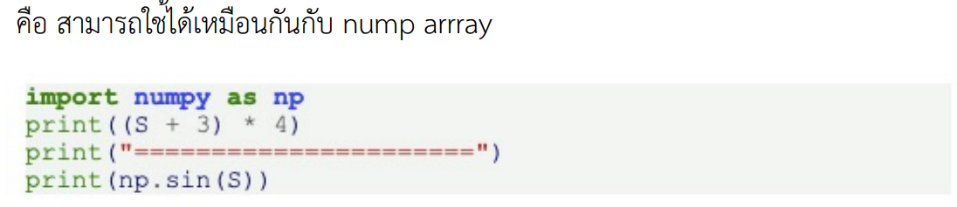 คือ สามารถใช้ได้เหมือนกันกับ nump arrray
import numpy as np
print((S + 3) * 4)
print("======================")
print(np.sin(S))